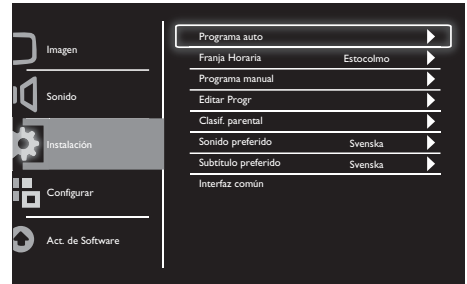 Imagen
Sonido
Instalación
Configurar
Act. de Software
Programa auto
Franja Horaria Estocolmo
Programa manual
Editar Progr
Clasif. parental
Sonido preferido Svenska
Subtítulo preferido Svenska
Interfaz común